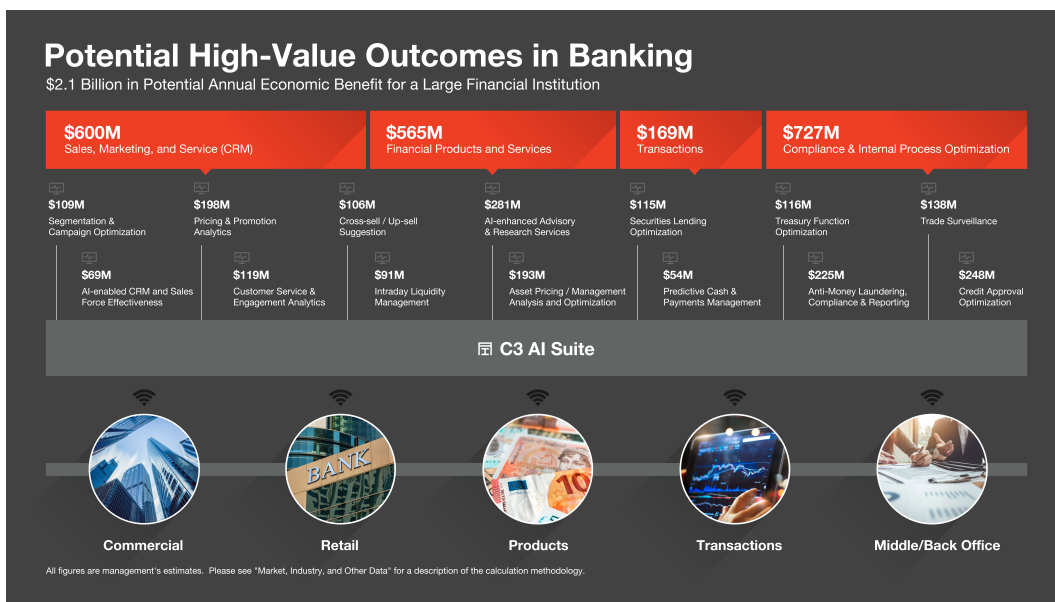 Potential High-Value Outcomes in Banking
$2.1 Billion in Potential Annual Economic Benefit for a Large Financial Institution
$600M
Sales, Marketing, and Service (CRM)
$565M
Financial Products and Services
$169M
Transactions
$727M
Compliance & Internal Process Optimization
$109M
Segmentation &
Campaign Optimization
$198M
Pricing & Promotion
Analytics
$106M
Cross-sell / Up-sell
Suggestion
$281M
AI-enhanced Advisory
& Research Services
$115M
Securities Lending
Optimization
$116M
Treasury Function
Optimization
$138M
Trade Surveillance
$69M
AI-enabled CRM and Sales
Force Effectiveness
$119M
Customer Service &
Engagement Analytics
$91M
Intraday Liquidity
Management
$193M
Asset Pricing / Management
Analysis and Optimization
$54M
Predictive Cash &
Payments Management
$225M
Anti-Money Laundering,
Compliance & Reporting
$248M
Credit Approval
Optimization
C3 AI Suite
BANK
10
Commercial
Retail
Products
Transactions
Middle/Back Office
All figures are management's estimates.  Please see "Market, Industry, and Other Data" for a description of the calculation methodology.